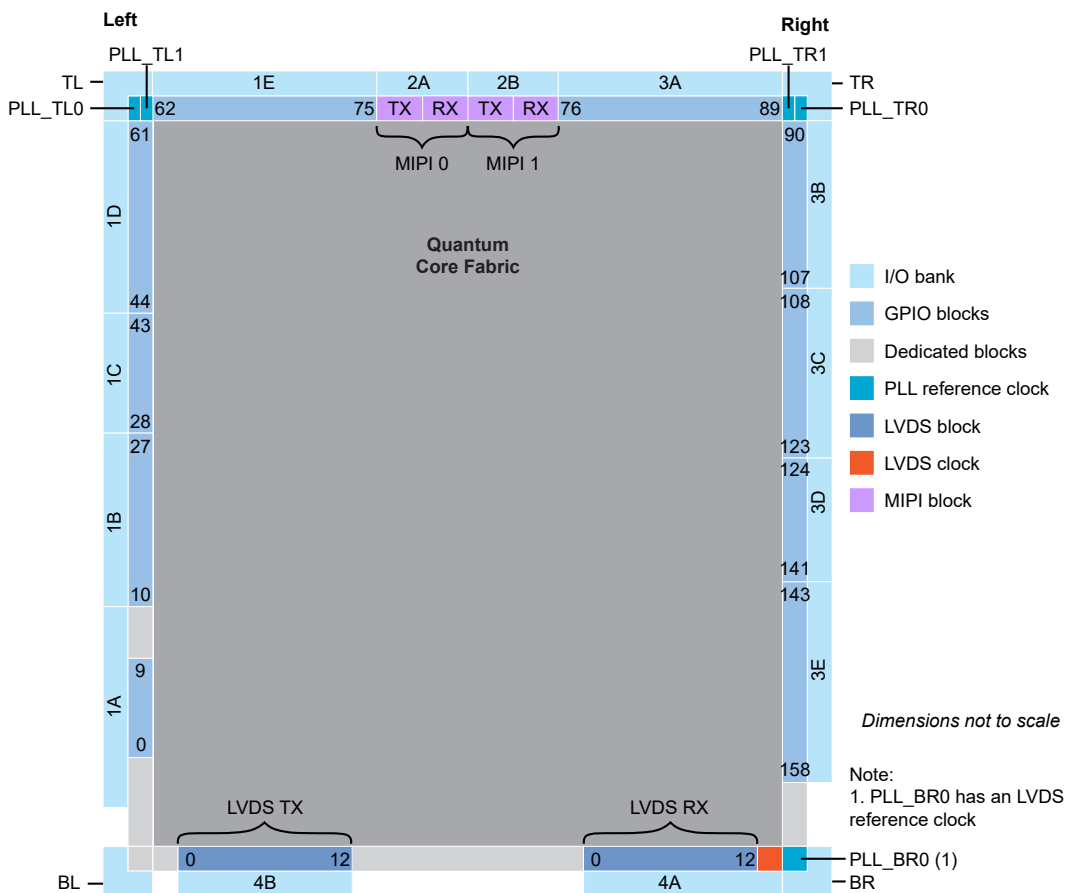 Left
Right
PLL_TL1
PLL_TR1
TL
1E
2A
2B
3A
TR
PLL_TL0
62
75
TX
RX
TX
RX
76
89
PLL_TR0
61
90
MIPI 0
MIPI 1
1D
3B
Quantum
Core Fabric
107
108
44
43
1C
3C
28
27
123
124
1B
3D
10
141
143
9
1A
3E
0
158
I/O bank
GPIO blocks
Dedicated blocks
PLL reference clock
LVDS block
LVDS clock
MIPI block
Dimensions not to scale
Note:
1. PLL_BR0 has an LVDS
reference clock
LVDS TX
LVDS RX
0
12
0
12
PLL_BR0 (1)
BL
4B
4A
BR